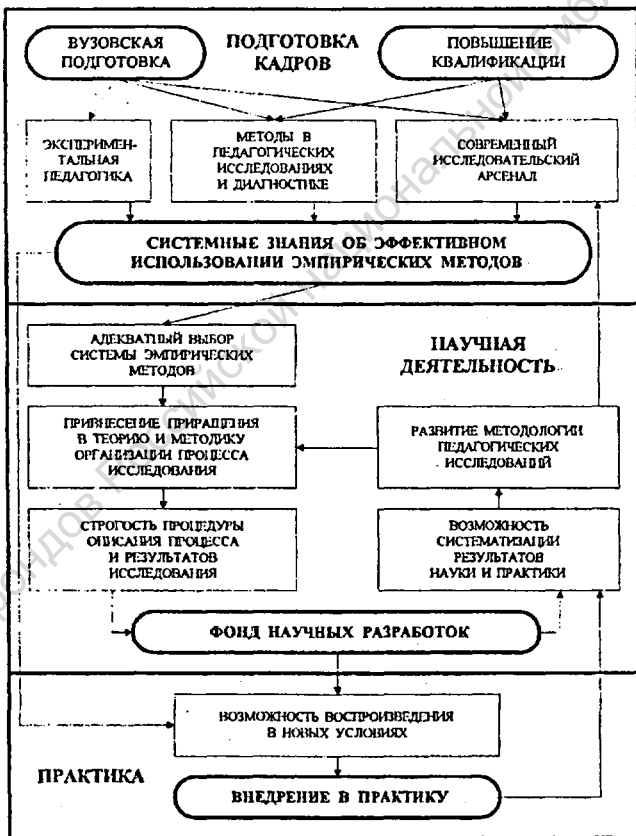 ВУЗОВСКАЯ
ПОДГОТОВКА
ПОДГОТОВКА
КАДРОВ
ПОВЫШЕНИЕ
КВАЛИФИКАЦИИ
ЭКСПЕРИМЕН-
ТАЛЬНАЯ
ПЕДАГОГИКА
МЕТОДЫ В
ПЕДАГОГИЧЕСКИХ
ИССЛЕДОВАНИЯХ
И ДИАГНОСТИКЕ
СОВРЕМЕННЫЙ
ИССЛЕДОВАТЕЛЬСКИЙ
АРСЕНАЛ
СИСТЕМНЫЕ ЗНАНИЯ ОБ ЭФФЕКТИВНОМ
ИСПОЛЬЗОВАНИИ ЭМПИРИЧЕСКИХ МЕТОДОВ
АДЕКВАТНЫЙ ВЫБОР
СИСТЕМЫ ЭМПИРИЧЕСКИХ
МЕТОДОВ
НАУЧНАЯ
ДЕЯТЕЛЬНОСТЬ
ПРИВНЕСЕНИЕ ПРИРАЩЕНИЯ
В ТЕОРИЮ И МЕТОДИКУ
ОРГАНИЗАЦИИ ПРОЦЕССА
ИССЛЕДОВАНИЯ
РАЗВИТИЕ МЕТОДОЛОГИИ
ПЕДАГОГИЧЕСКИХ
ИССЛЕДОВАНИЙ
СТРОГОСТЬ ПРОЦЕДУРЫ
ОПИСАНИЯ ПРОЦЕССА
И РЕЗУЛЬТАТОВ
ИССЛЕДОВАНИЯ
ВОЗМОЖНОСТЬ
СИСТЕМАТИЗАЦИИ
РЕЗУЛЬТАТОВ
НАУКИ И ПРАКТИКИ
ФОНД НАУЧНЫХ РАЗРАБОТОК
ВОЗМОЖНОСТЬ ВОСПРОИЗВЕДЕНИЯ
В НОВЫХ УСЛОВИЯХ
ПРАКТИКА
ВНЕДРЕНИЕ В ПРАКТИКУ
фондов Российской национальной